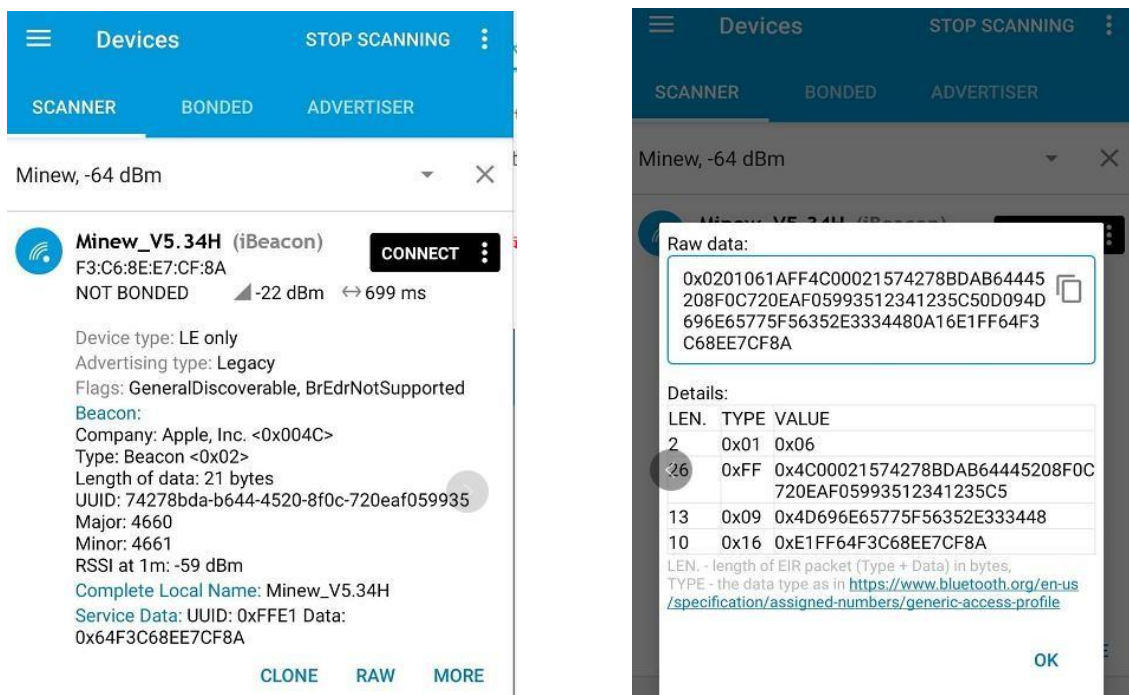 Devices STOP SCANNING
SCANNER BONDED ADVERTISER
Minew, -64 dBm
Minew_V5.34H (iBeacon)
CONNECT
F3:C6:8E:E7:CF:8A
NOT BONDED -22 dBm 699 ms
Device type: LE only
Advertising type: Legacy
Flags: GeneralDiscoverable, BrEdrNotSupported
Beacon:
Company: Apple, Inc. <0x004C>
Type: Beacon <0x02>
Length of data: 21 bytes
UUID: 74278bda-b644-4520-8f0c-720eaf059935
Major: 4660
Minor: 4661
RSSI at 1m: -59 dBm
Complete Local Name: Minew_V5.34H
Service Data: UUID: 0xFFE1 Data:
0x64F3C68EE7CF8A
CLONE RAW MORE
Devices STOP SCANNING
SCANNER BONDED ADVERTISER
Minew, -64 dBm
Minew_V5.34H (iBeacon)
Raw data:
0x0201061AFF4C00021574278BDAB64445
208F0C720EAF05993512341235C50D094D
696E65775F56352E3334480A16E1FF64F3
C68EE7CF8A
Details:
LEN. TYPE VALUE
2 0x01 0x06
26 0xFF 0x4C00021574278BDAB64445208F0C
720EAF05993512341235C5
13 0x09 0x4D696E65775F56352E333448
10 0x16 0xE1FF64F3C68EE7CF8A
LEN. - length of EIR packet (Type + Data) in bytes,
TYPE - the data type as in https://www.bluetooth.org/en-us
/specification/assigned-numbers/generic-access-profile
OK